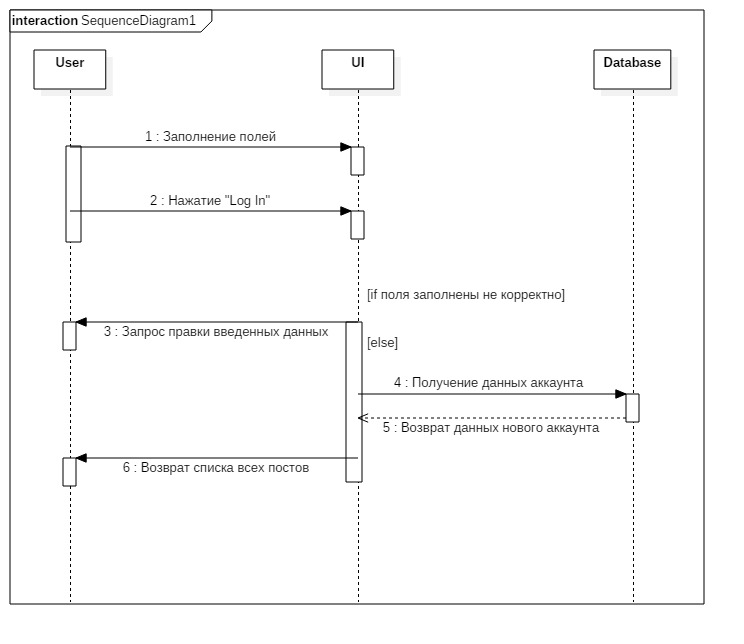 interaction SequenceDiagram1
User
UI
Database
1 : Заполнение полей
2 : Нажатие "Log In"
[if поля заполнены не корректно]
3 : Запрос правки введенных данных
[else]
4 : Получение данных аккаунта
5 : Возврат данных нового аккаунта
6 : Возврат списка всех постов